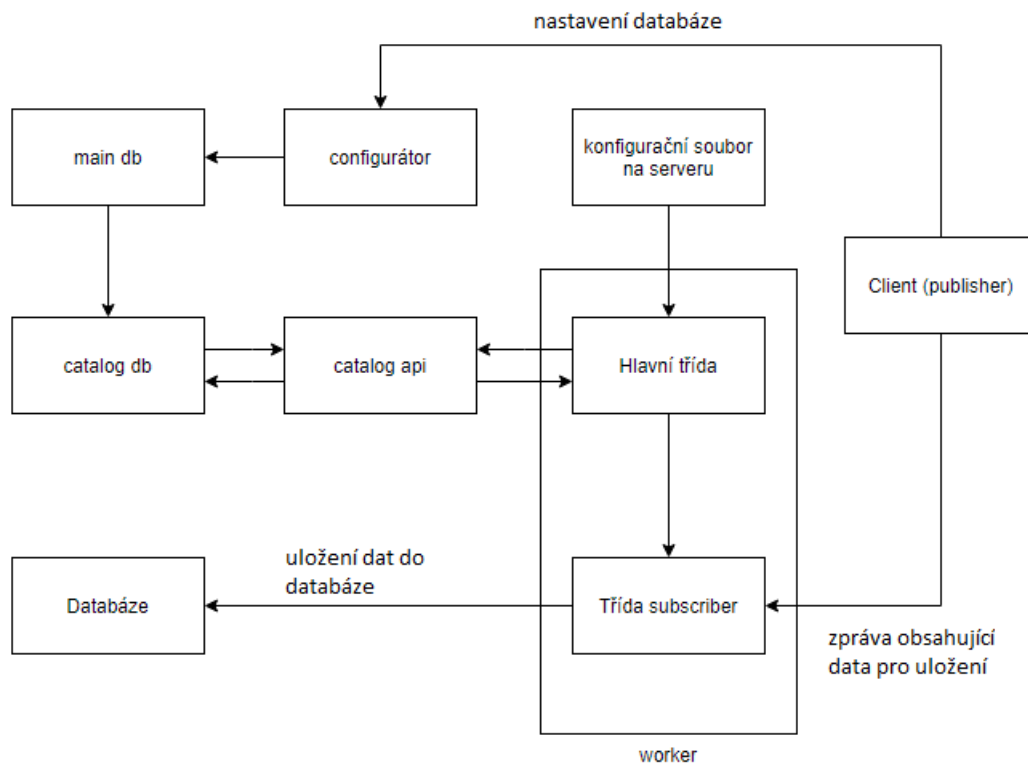 nastavení databáze
main db
configurátor
konfigurační soubor
na serveru
Client (publisher)
catalog db
catalog api
Hlavní třída
uložení dat do
databáze
Databáze
Třída subscriber
zpráva obsahující
data pro uložení
worker